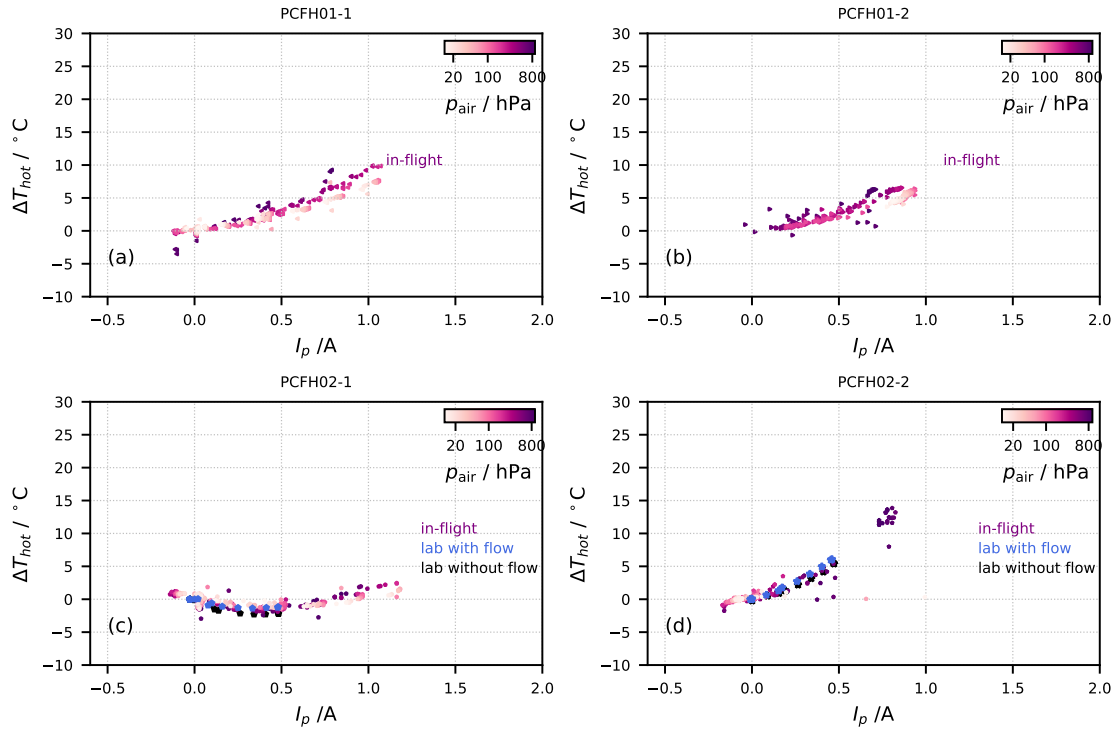 PCFH01-1
30
25
20
15
10
5
0
−5
−10
ΔT_hot / °C
20 100 800
p_air / hPa
in-flight
(a)
−0.5 0.0 0.5 1.0 1.5 2.0
I_p /A
PCFH01-2
30
25
20
15
10
5
0
−5
−10
ΔT_hot / °C
20 100 800
p_air / hPa
in-flight
(b)
−0.5 0.0 0.5 1.0 1.5 2.0
I_p /A
PCFH02-1
30
25
20
15
10
5
0
−5
−10
ΔT_hot / °C
20 100 800
p_air / hPa
in-flight
lab with flow
lab without flow
(c)
−0.5 0.0 0.5 1.0 1.5 2.0
I_p /A
PCFH02-2
30
25
20
15
10
5
0
−5
−10
ΔT_hot / °C
20 100 800
p_air / hPa
in-flight
lab with flow
lab without flow
(d)
−0.5 0.0 0.5 1.0 1.5 2.0
I_p /A